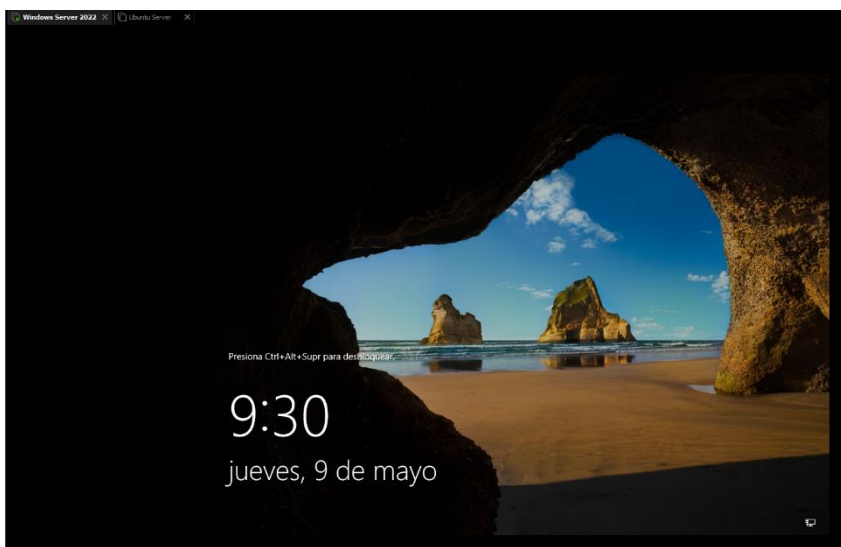 Windows Server 2022
Ubuntu Server
Presiona Ctrl+Alt+Supr para desbloquear.
9:30
jueves, 9 de mayo